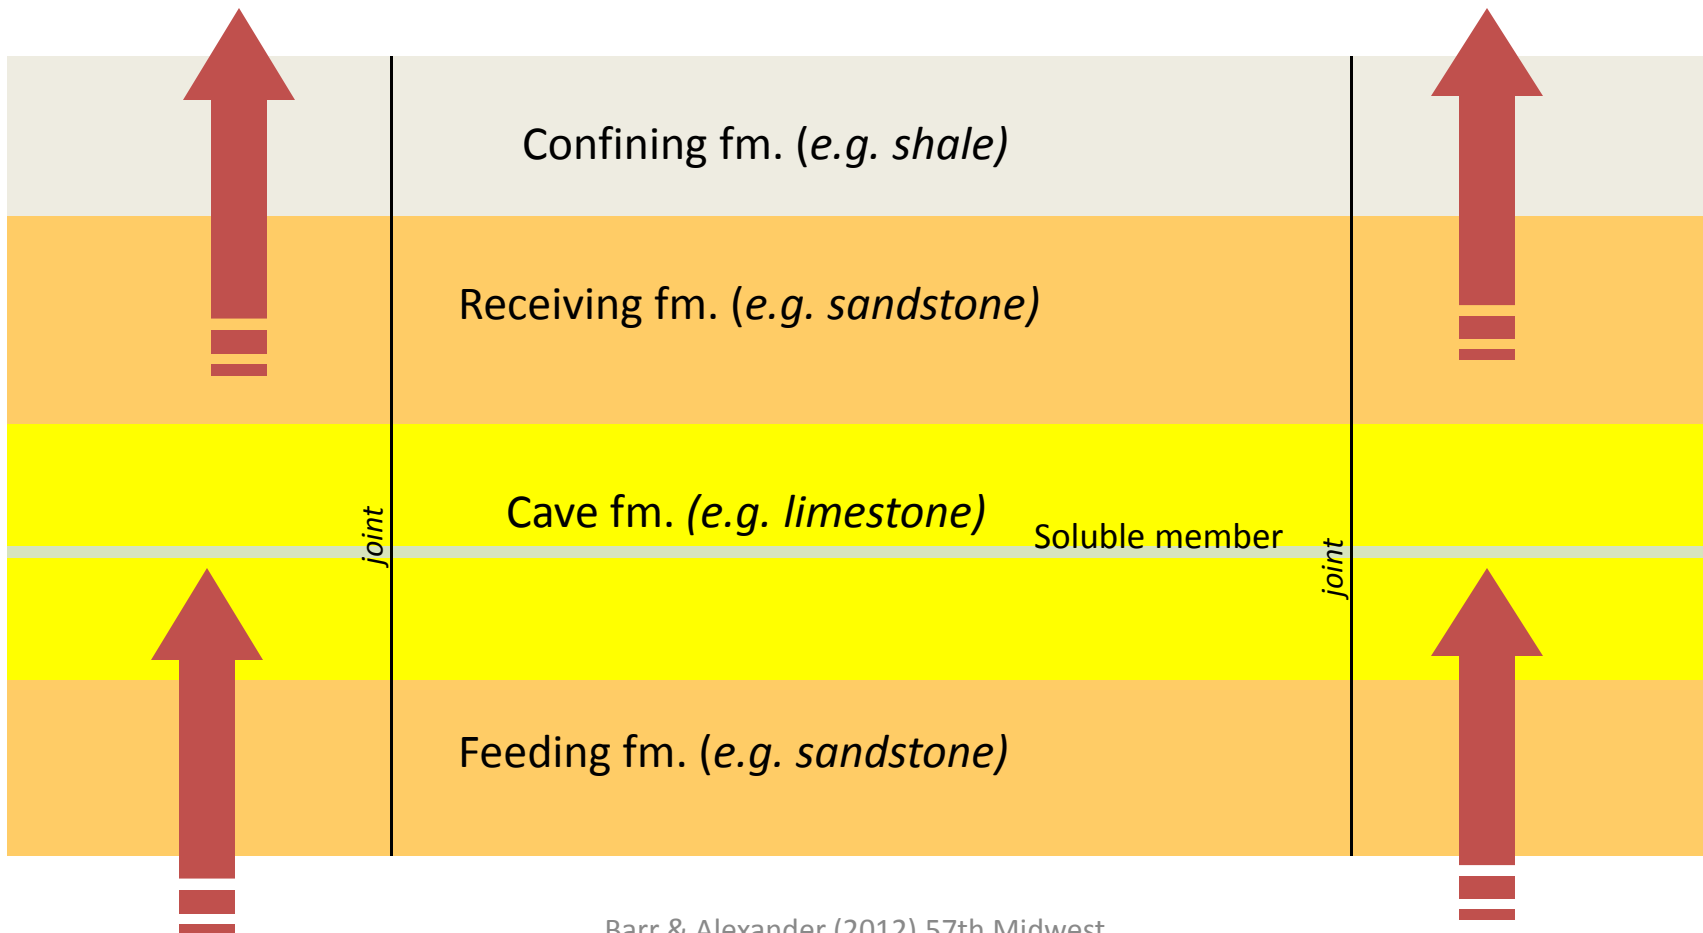 Confining fm. (e.g. shale)
Receiving fm. (e.g. sandstone)
Cave fm. (e.g. limestone)
Soluble member
joint
joint
Feeding fm. (e.g. sandstone)
Barr & Alexander (2012) 57th Midwest